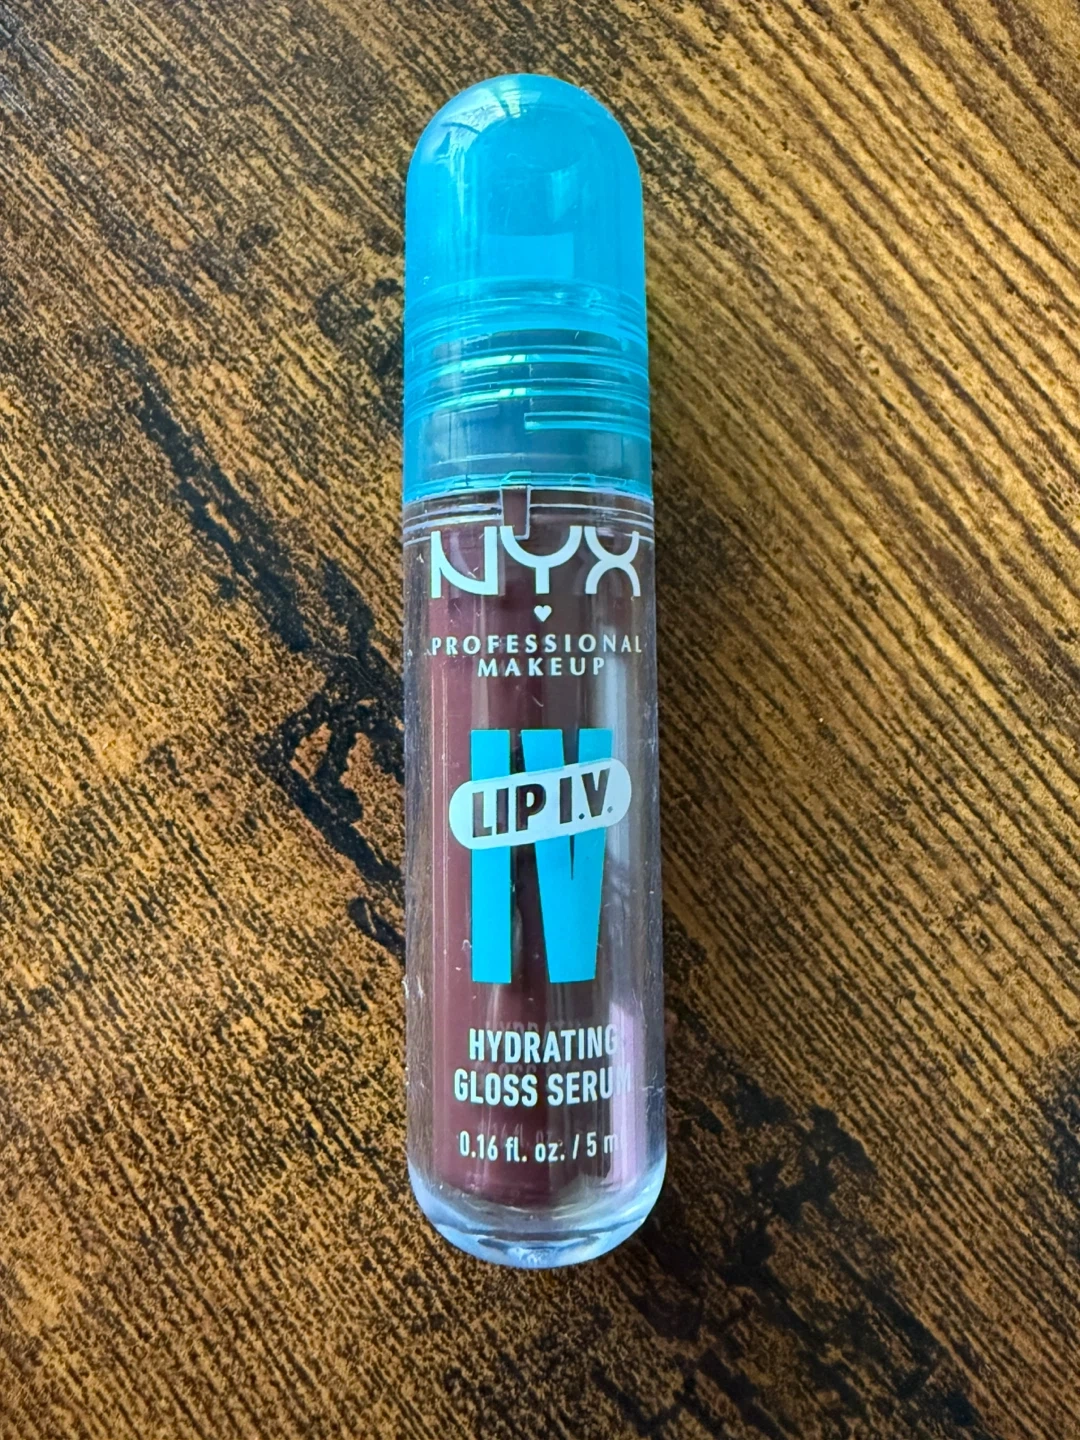 NYX
PROFESSIONAL
MAKEUP
IV
LIP I.V.
HYDRATING
GLOSS SERUM
0.16 fl. oz. / 5 m